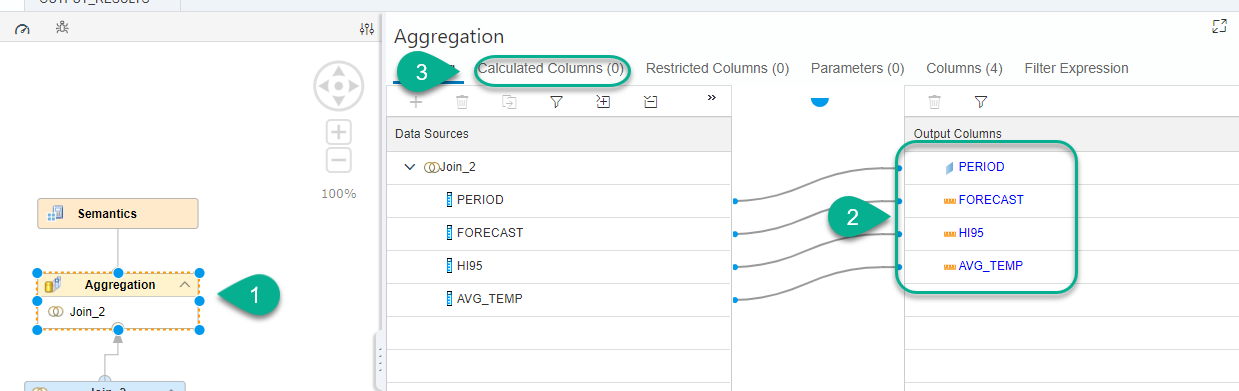 OUTPUT_RESULTS
Aggregation
3
Calculated Columns (0)
Restricted Columns (0)
Parameters (0)
Columns (4)
Filter Expression
»
Data Sources
Output Columns
Join_2
PERIOD
FORECAST
HI95
AVG_TEMP
PERIOD
FORECAST
HI95
AVG_TEMP
2
100%
Semantics
Aggregation
Join_2
1